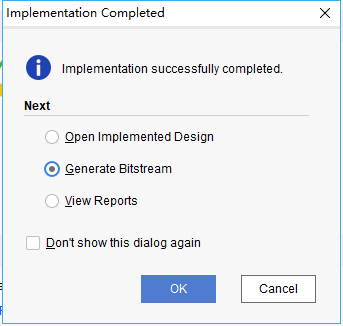 Implementation Completed
Implementation successfully completed.
Next
Open Implemented Design
Generate Bitstream
View Reports
Don't show this dialog again
OK
Cancel